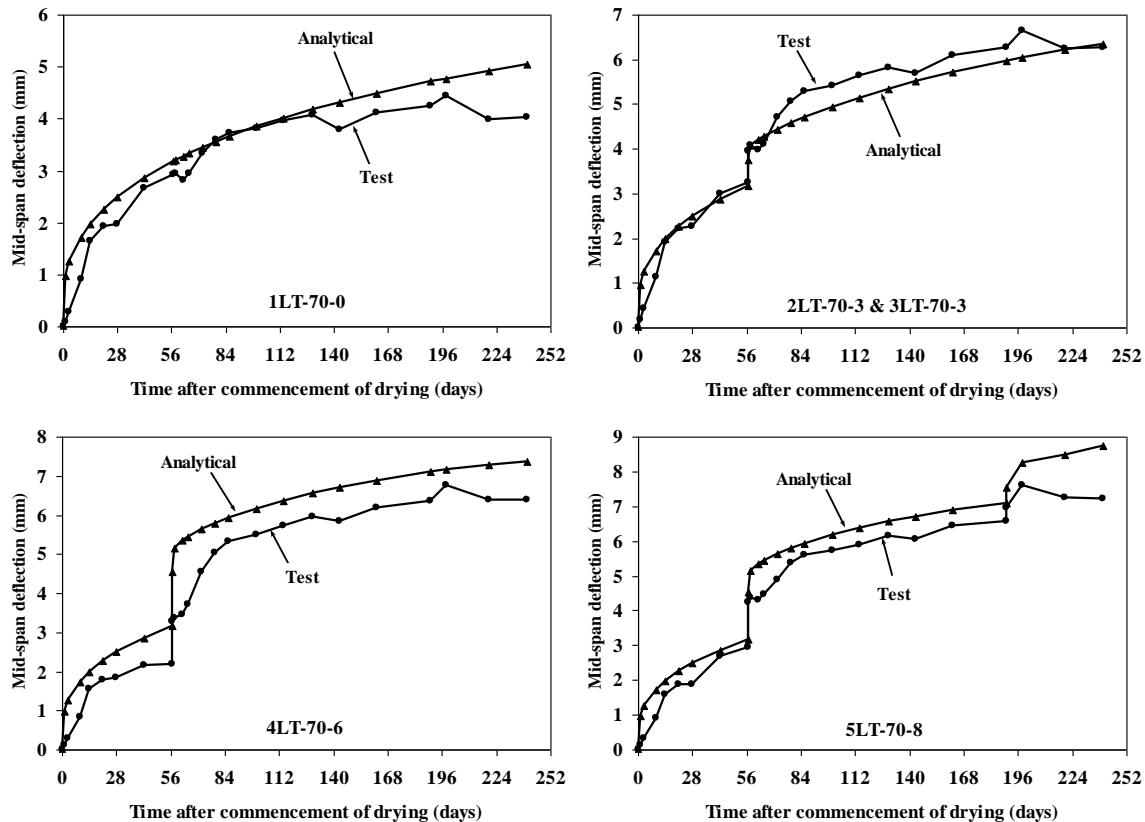 6
5
4
3
2
1
0
Mid-span deflection (mm)
Analytical
Test
1LT-70-0
0 28 56 84 112 140 168 196 224 252
Time after commencement of drying (days)
7
6
5
4
3
2
1
0
Mid-span deflection (mm)
Test
Analytical
2LT-70-3 & 3LT-70-3
0 28 56 84 112 140 168 196 224 252
Time after commencement of drying (days)
8
7
6
5
4
3
2
1
0
Mid-span deflection (mm)
Analytical
Test
4LT-70-6
0 28 56 84 112 140 168 196 224 252
Time after commencement of drying (days)
9
8
7
6
5
4
3
2
1
0
Mid-span deflection (mm)
Analytical
Test
5LT-70-8
0 28 56 84 112 140 168 196 224 252
Time after commencement of drying (days)